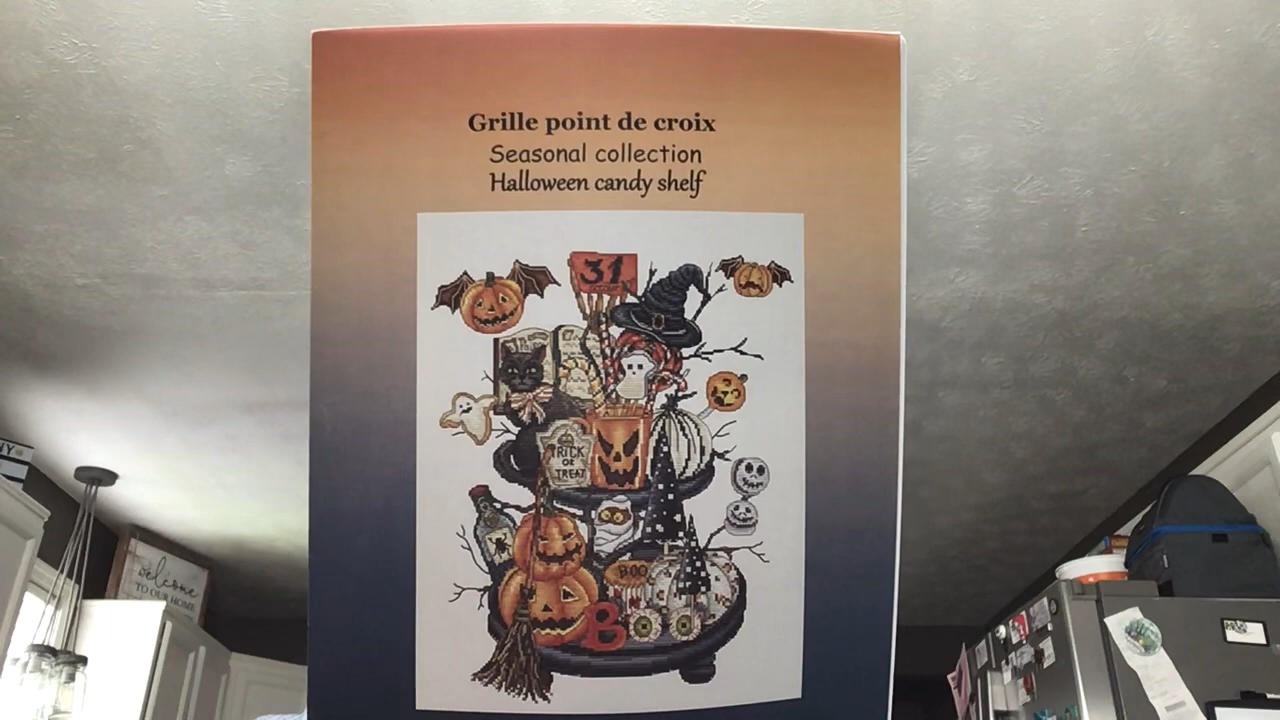 Grille point de croix
Seasonal collection
Halloween candy shelf
31
TRICK
OR
TREAT
BOO
B
welcome
TO OUR HOME